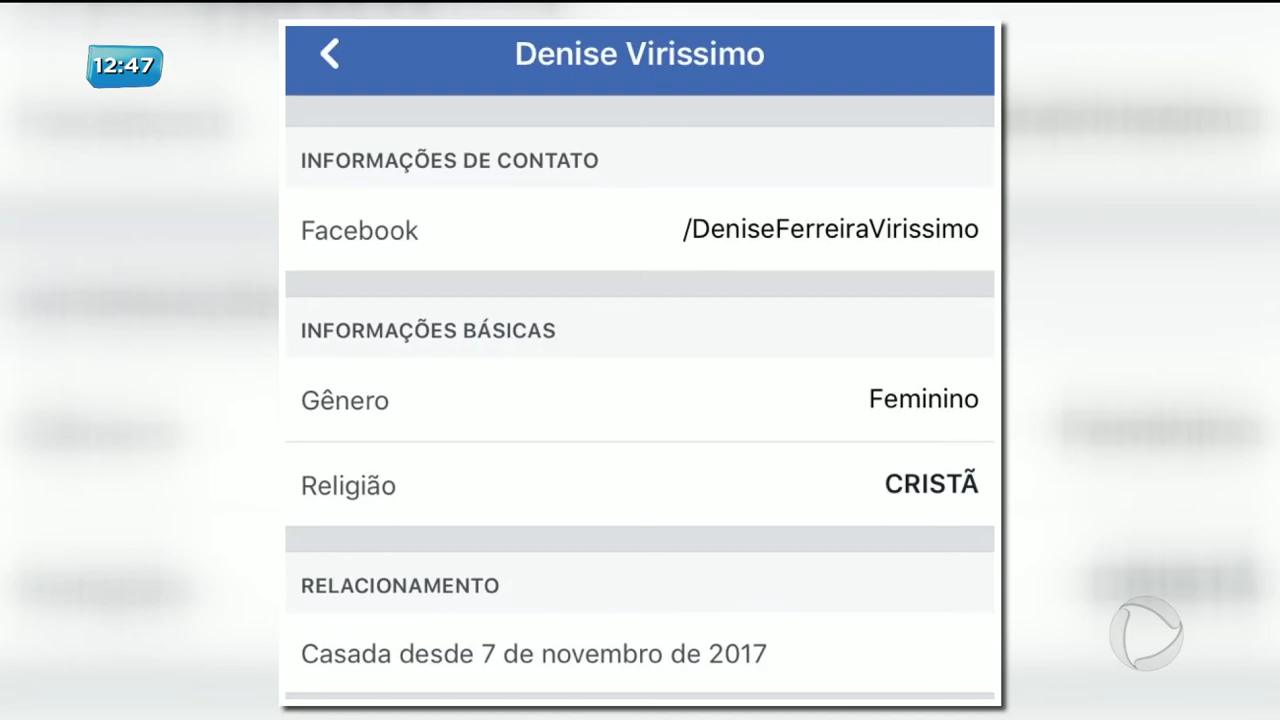 12:47
Denise Virissimo
INFORMAÇÕES DE CONTATO
Facebook /DeniseFerreiraVirissimo
INFORMAÇÕES BÁSICAS
Gênero Feminino
Religião CRISTÃ
RELACIONAMENTO
Casada desde 7 de novembro de 2017